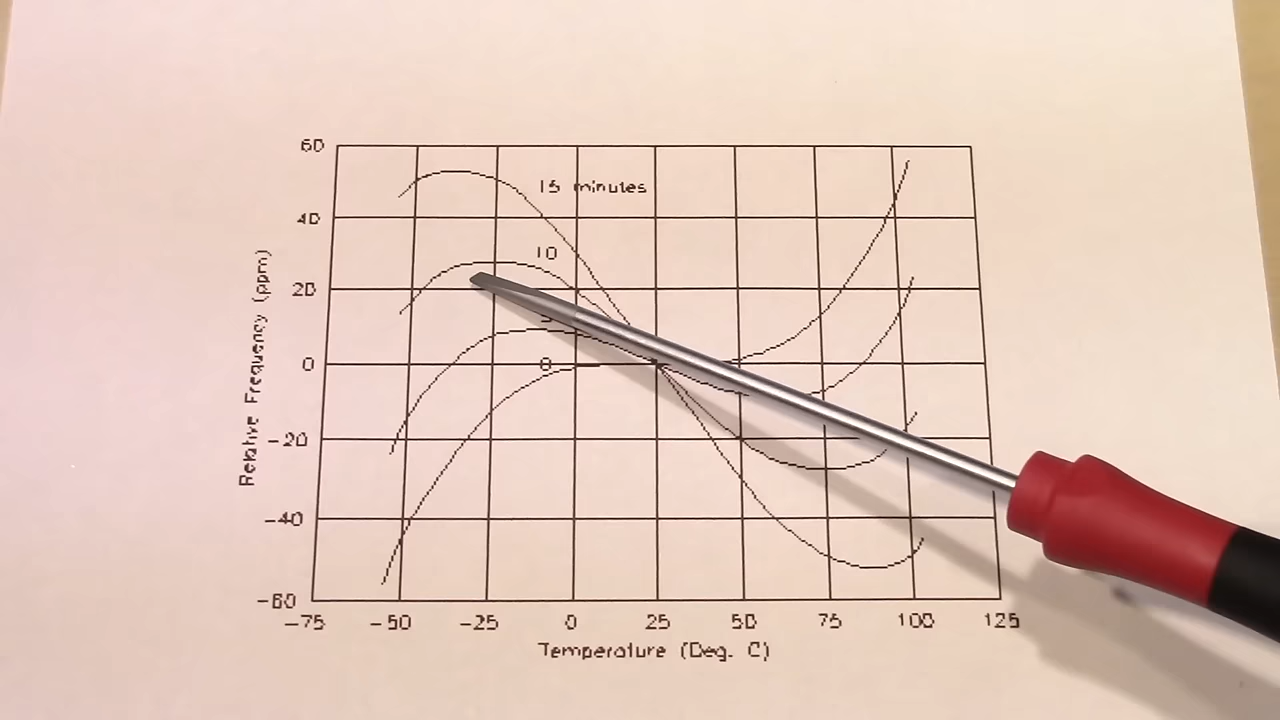 60
15 minutes
40
10
20
0
0
-20
-40
-60
-75 -50 -25 0 25 50 75 100 125
Temperature (Deg. C)
Relative Frequency (ppm)